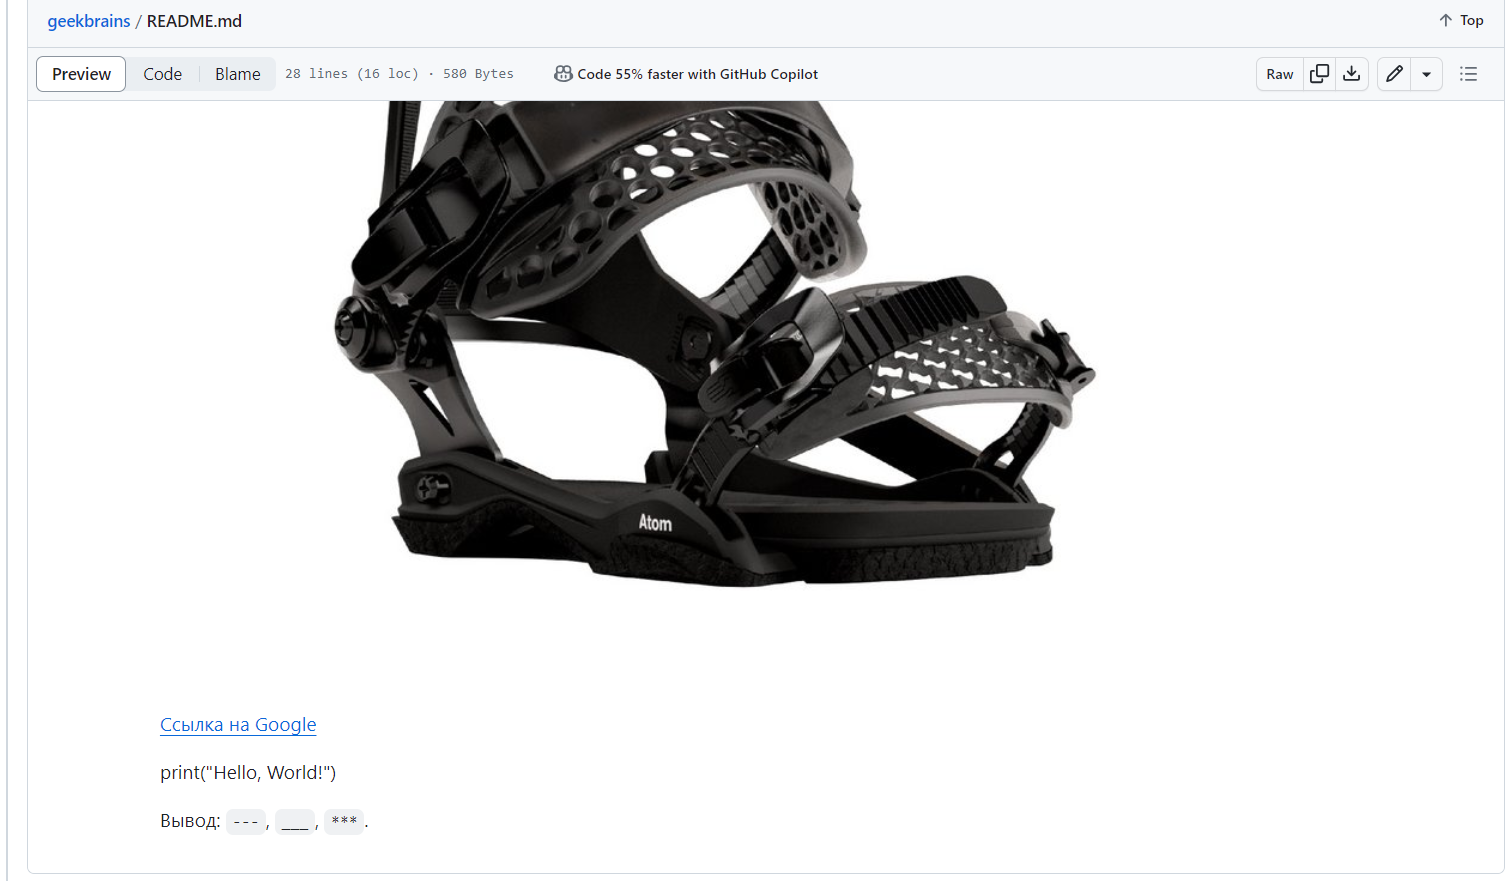 geekbrains / README.md
Top
Preview Code Blame 28 lines (16 loc) · 580 Bytes Code 55% faster with GitHub Copilot Raw
Atom
Ссылка на Google
print("Hello, World!")
Вывод: ---, ___, ***.